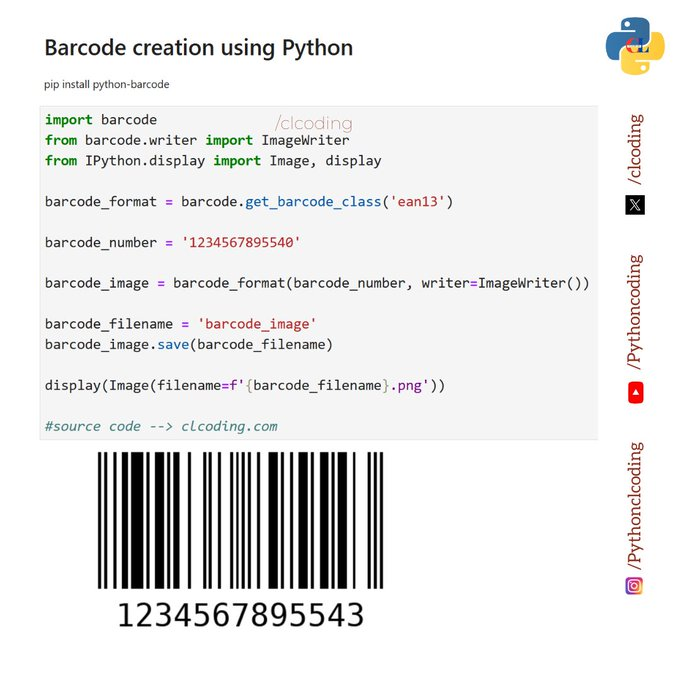 Barcode creation using Python
pip install python-barcode
import barcode
/clcoding
from barcode.writer import ImageWriter
from IPython.display import Image, display
barcode_format = barcode.get_barcode_class('ean13')
barcode_number = '1234567895540'
barcode_image = barcode_format(barcode_number, writer=ImageWriter())
barcode_filename = 'barcode_image'
barcode_image.save(barcode_filename)
display(Image(filename=f'{barcode_filename}.png'))
#source code --> clcoding.com
1234567895543
/clcoding
/Pythoncoding
/Pythonclcoding